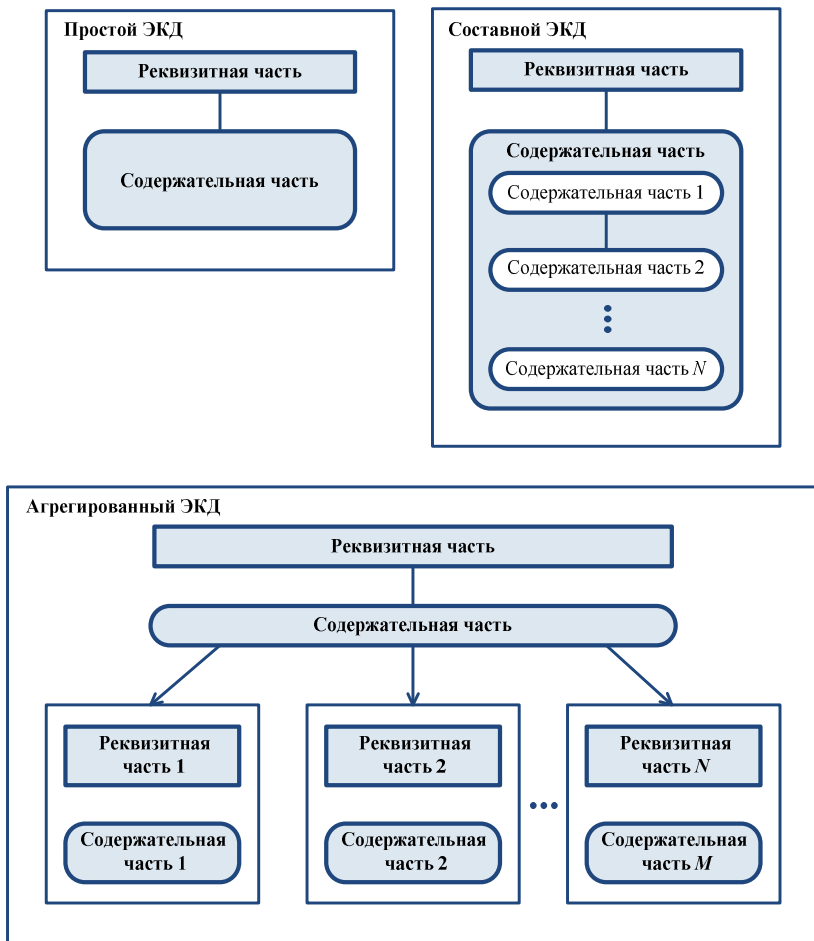 Простой ЭКД
Реквизитная часть
Содержательная часть
Составной ЭКД
Реквизитная часть
Содержательная часть
Содержательная часть 1
Содержательная часть 2
Содержательная часть N
Агрегированный ЭКД
Реквизитная часть
Содержательная часть
Реквизитная
часть 1
Содержательная
часть 1
Реквизитная
часть 2
Содержательная
часть 2
Реквизитная
часть N
Содержательная
часть M